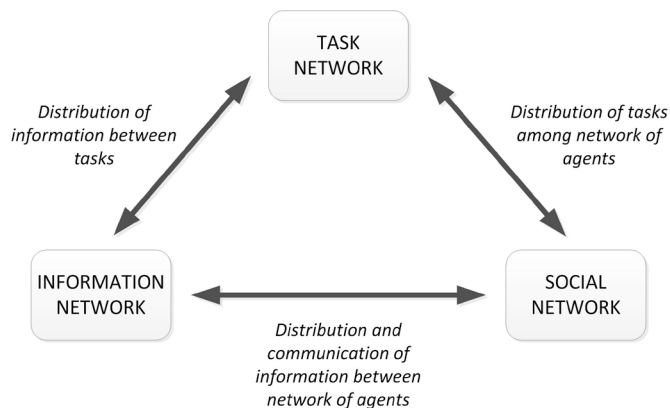 TASK
NETWORK
Distribution of
information between
tasks
Distribution of tasks
among network of
agents
INFORMATION
NETWORK
SOCIAL
NETWORK
Distribution and
communication of
information between
network of agents